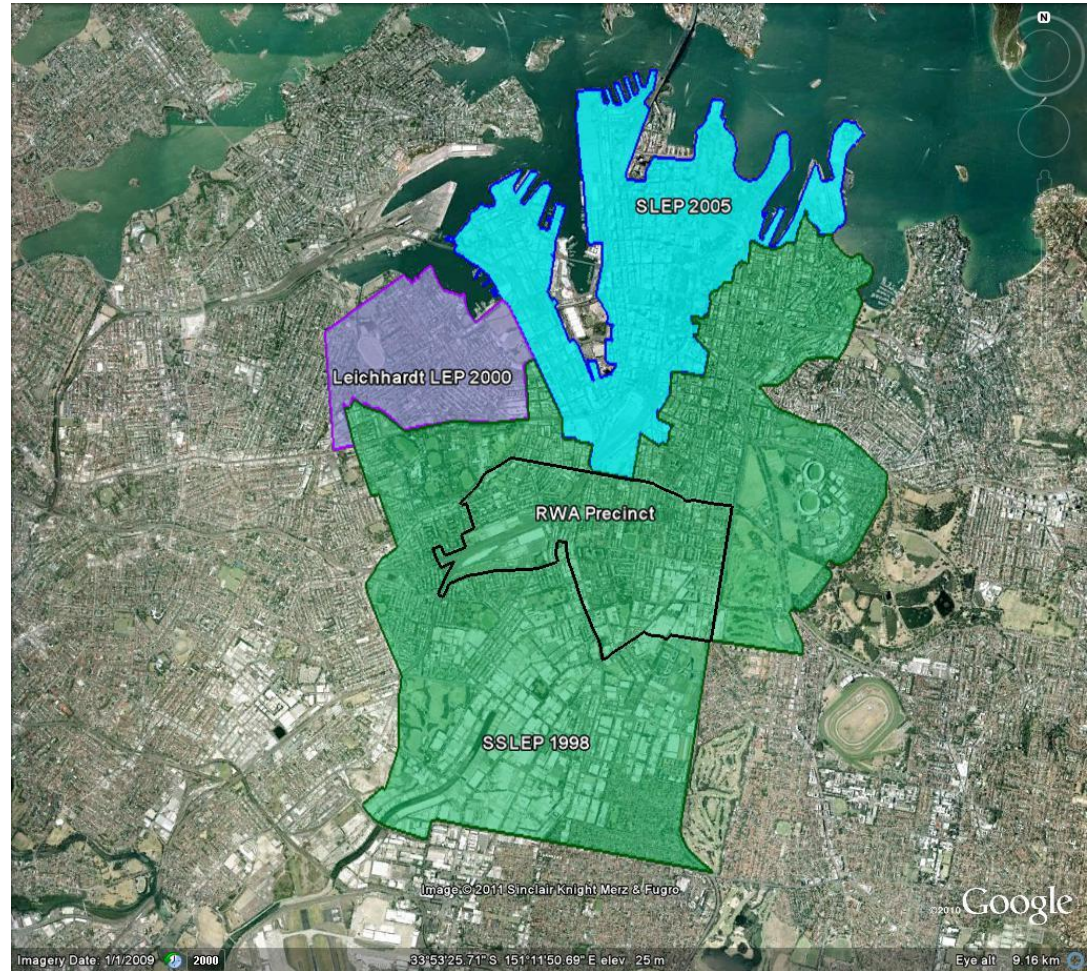 N
SLEP 2005
Leichhardt LEP 2000
RWA Precinct
SSLEP 1998
Image © 2011 Sinclair Knight Merz & Fugro
©2010 Google
Imagery Date: 1/1/2009 2000 33°53'25.71" S 151°11'50.69" E elev 25 m Eye alt 9.16 km